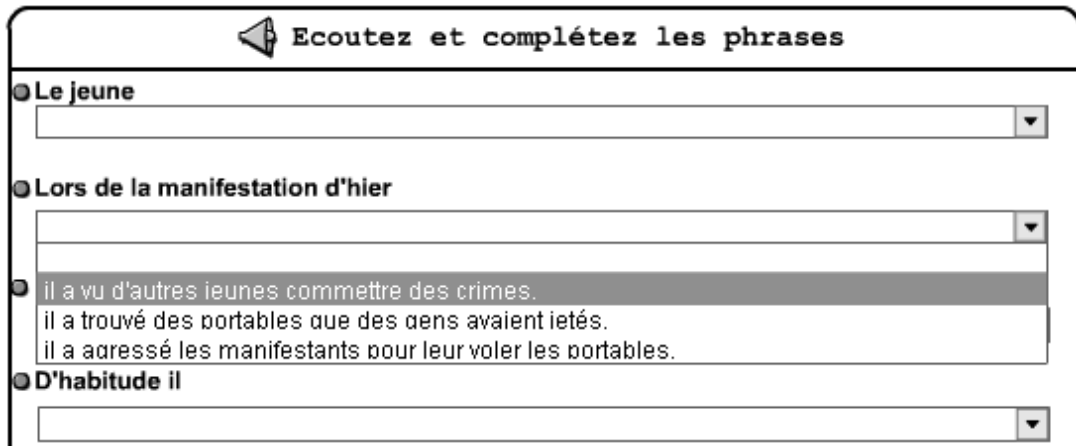 Ecoutez et complétez les phrases
Le jeune
Lors de la manifestation d'hier
il a vu d'autres jeunes commettre des crimes.
il a trouvé des portables que des gens avaient jetés.
il a agressé les manifestants pour leur voler les portables.
D'habitude il